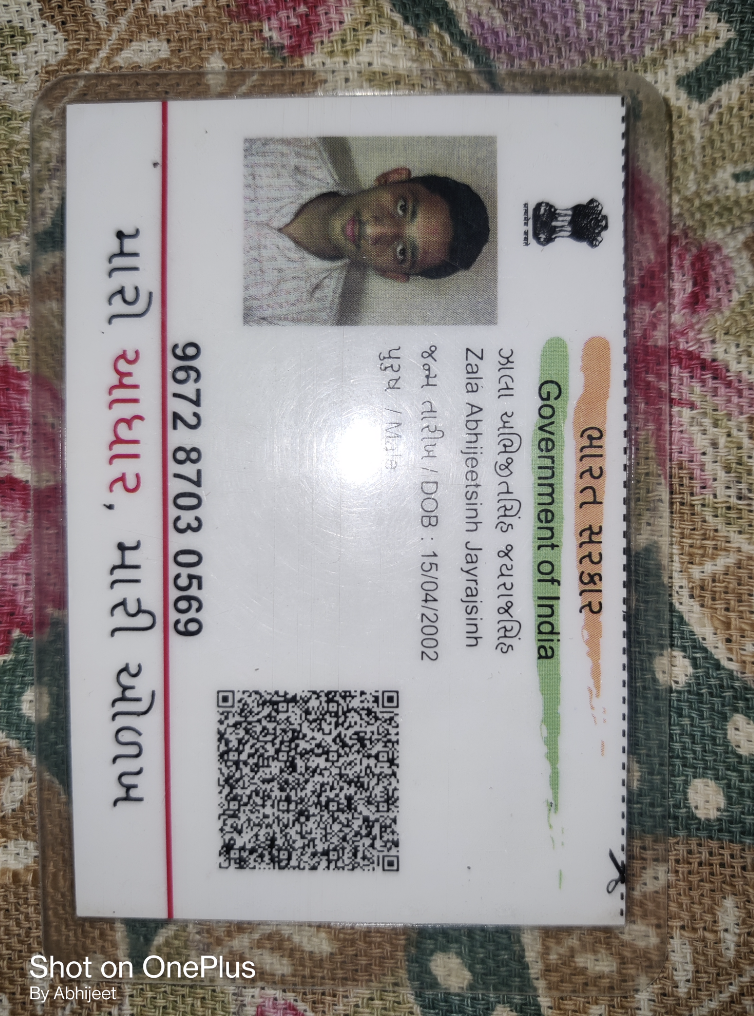 ભારત સરકાર
Government of India
ઝાલા અભિજીતસિંહ જયરાજસિંહ
Zala Abhijeetsinh Jayrajsinh
જન્મ તારીખ / DOB : 15/04/2002
પુરૂષ / Male
9672 8703 0569
મારો આધાર, મારી ઓળખ
Shot on OnePlus
By Abhijeet